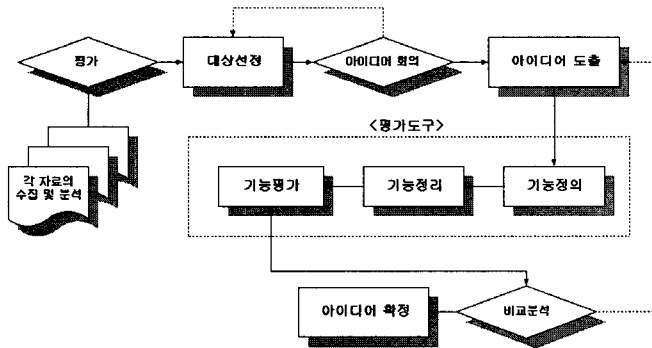 평가
대상선정
아이디어 회의
아이디어 도출
<평가도구>
각 자료의
수집 및 분석
기능평가
기능정리
기능정의
아이디어 확정
비교분석